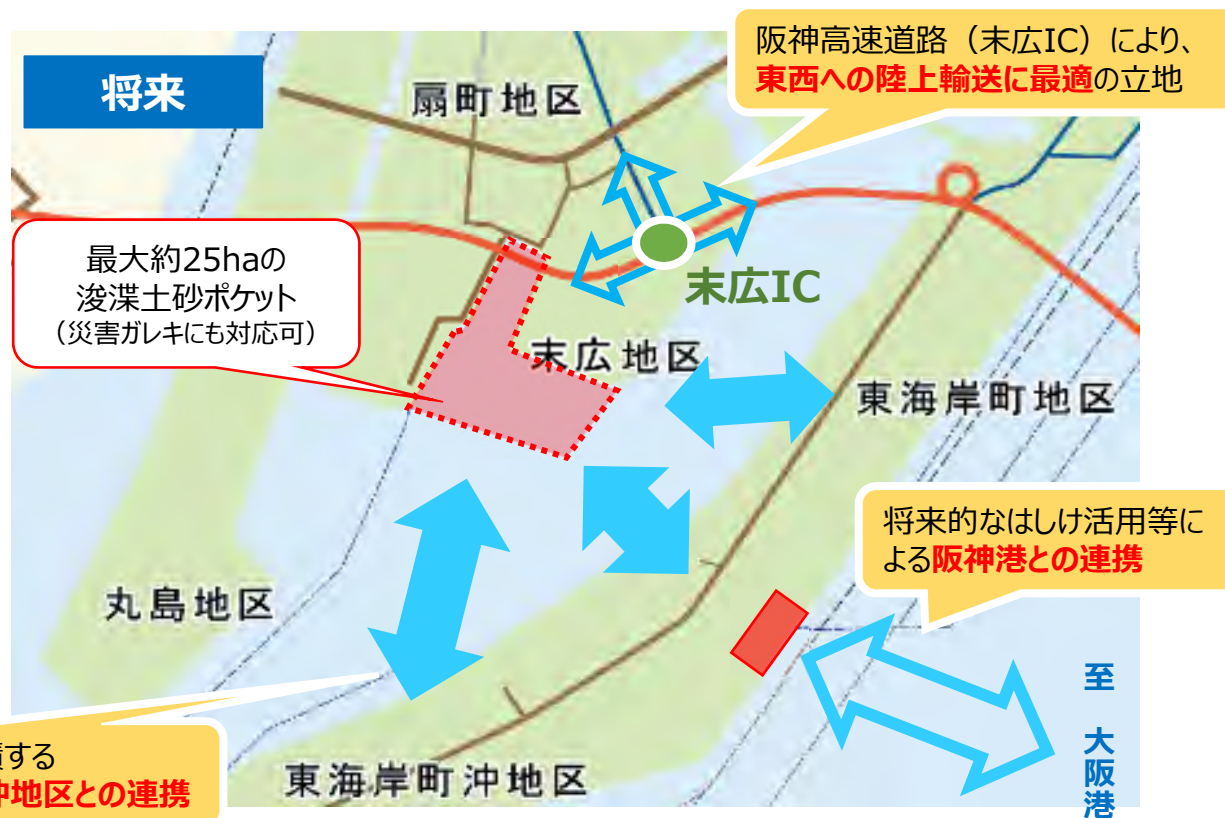 将来
扇町地区
阪神高速道路（末広IC）により、
東西への陸上輸送に最適の立地
最大約25haの
浚渫土砂ポケット
（災害ガレキにも対応可）
末広IC
末広地区
東海岸町地区
将来的なはしけ活用等に
よる阪神港との連携
丸島地区
至 大阪港
する
沖地区との連携
東海岸町沖地区